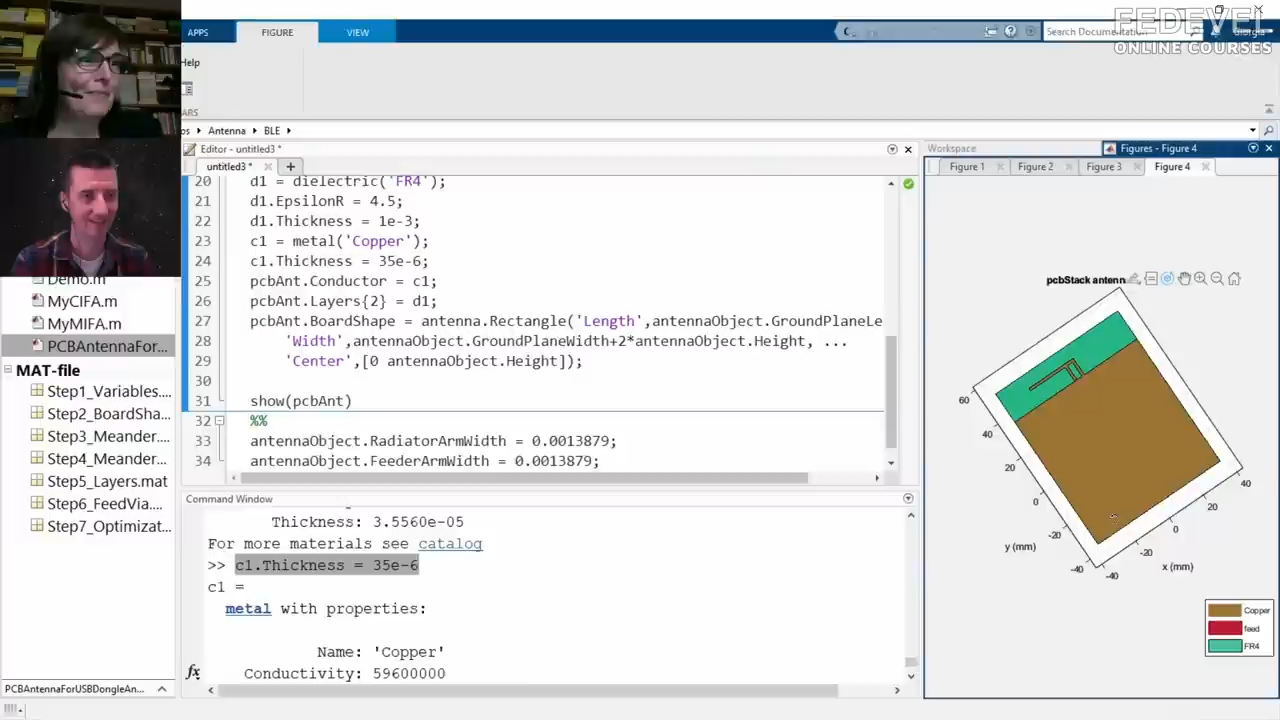 FEDEVEL
ONLINE COURSES
APPS
FIGURE
VIEW
Search Documentation
Help
Antenna
BLE
Editor - untitled3 *
untitled3 *
20 d1 = dielectric('FR4');
21 d1.EpsilonR = 4.5;
22 d1.Thickness = 1e-3;
23 c1 = metal('Copper');
24 c1.Thickness = 35e-6;
25 pcbAnt.Conductor = c1;
26 pcbAnt.Layers{2} = d1;
27 pcbAnt.BoardShape = antenna.Rectangle('Length',antennaObject.GroundPlaneLe
28 'Width',antennaObject.GroundPlaneWidth+2*antennaObject.Height, ...
29 'Center',[0 antennaObject.Height]);
30
31 show(pcbAnt)
32 %%
33 antennaObject.RadiatorArmWidth = 0.0013879;
34 antennaObject.FeederArmWidth = 0.0013879;
Demo.m
MyCIFA.m
MyMIFA.m
PCBAntennaFor...
MAT-file
Step1_Variables....
Step2_BoardSha...
Step3_Meander...
Step4_Meander...
Step5_Layers.mat
Step6_FeedVia...
Step7_Optimizat...
PCBAntennaForUSBDongleAn...
Command Window
Thickness: 3.5560e-05
For more materials see catalog
>> c1.Thickness = 35e-6
c1 =
metal with properties:
Name: 'Copper'
Conductivity: 59600000
fx
Workspace
Figures - Figure 4
Figure 1
Figure 2
Figure 3
Figure 4
pcbStack antenn
60
40
20
0
-20
-40
y (mm)
-40
-20
0
20
40
x (mm)
Copper
feed
FR4